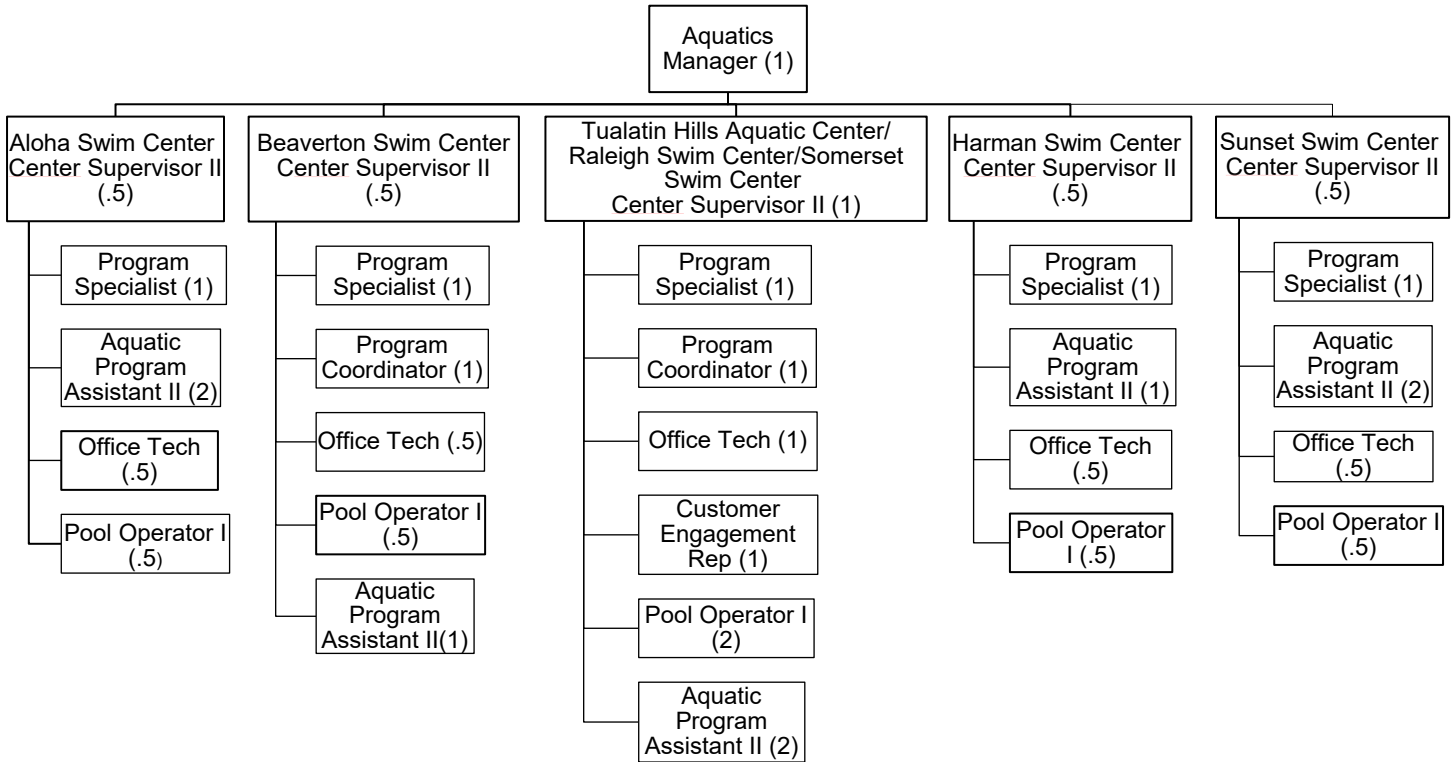 Aquatics
Manager (1)
Aloha Swim Center
Center Supervisor II
(.5)
Program
Specialist (1)
Aquatic
Program
Assistant II (2)
Office Tech
(.5)
Pool Operator I
(.5)
Beaverton Swim Center
Center Supervisor II
(.5)
Program
Specialist (1)
Program
Coordinator (1)
Office Tech (.5)
Pool Operator I
(.5)
Aquatic
Program
Assistant II(1)
Tualatin Hills Aquatic Center/
Raleigh Swim Center/Somerset
Swim Center
Center Supervisor II (1)
Program
Specialist (1)
Program
Coordinator (1)
Office Tech (1)
Customer
Engagement
Rep (1)
Pool Operator I
(2)
Aquatic
Program
Assistant II (2)
Harman Swim Center
Center Supervisor II
(.5)
Program
Specialist (1)
Aquatic
Program
Assistant II (1)
Office Tech
(.5)
Pool Operator
I (.5)
Sunset Swim Center
Center Supervisor II
(.5)
Program
Specialist (1)
Aquatic
Program
Assistant II (2)
Office Tech
(.5)
Pool Operator I
(.5)